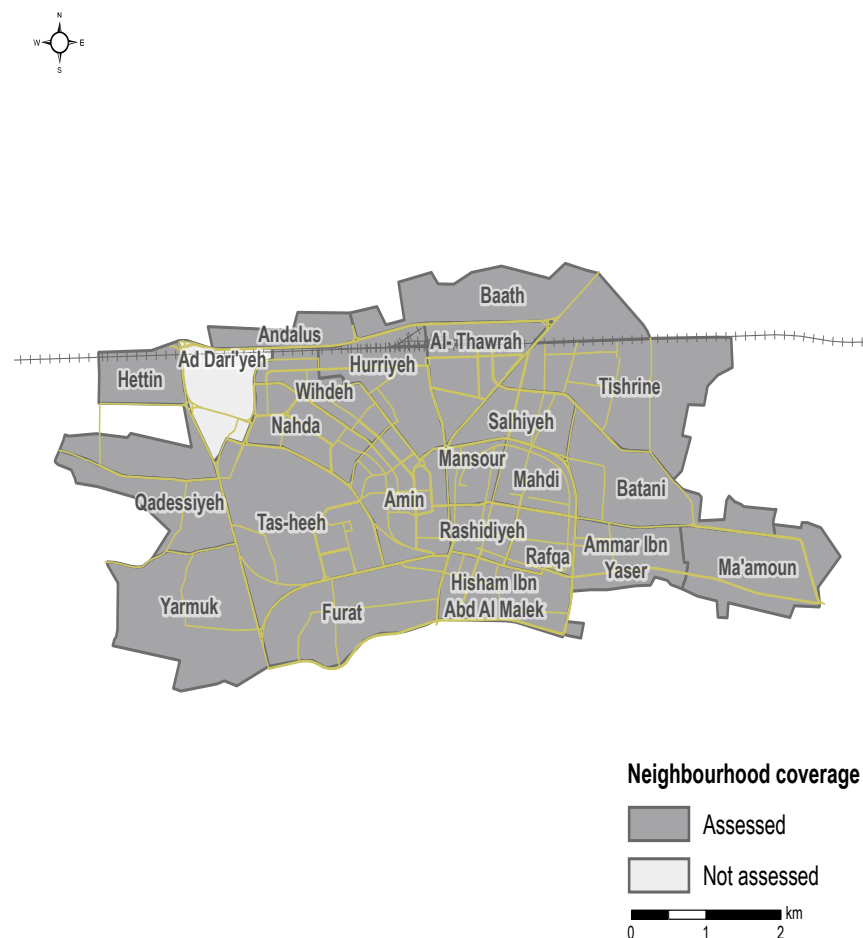 N
W E
S
Baath
Andalus
Al- Thawrah
Ad Dari'yeh
Hurriyeh
Hettin
Wihdeh
Tishrine
Nahda
Salhiyeh
Mansour
Mahdi
Batani
Qadessiyeh
Amin
Tas-heeh
Rashidiyeh
Rafqa
Ammar Ibn
Yaser
Ma'amoun
Yarmuk
Furat
Hisham Ibn
Abd Al Malek
Neighbourhood coverage
Assessed
Not assessed
km
0 1 2